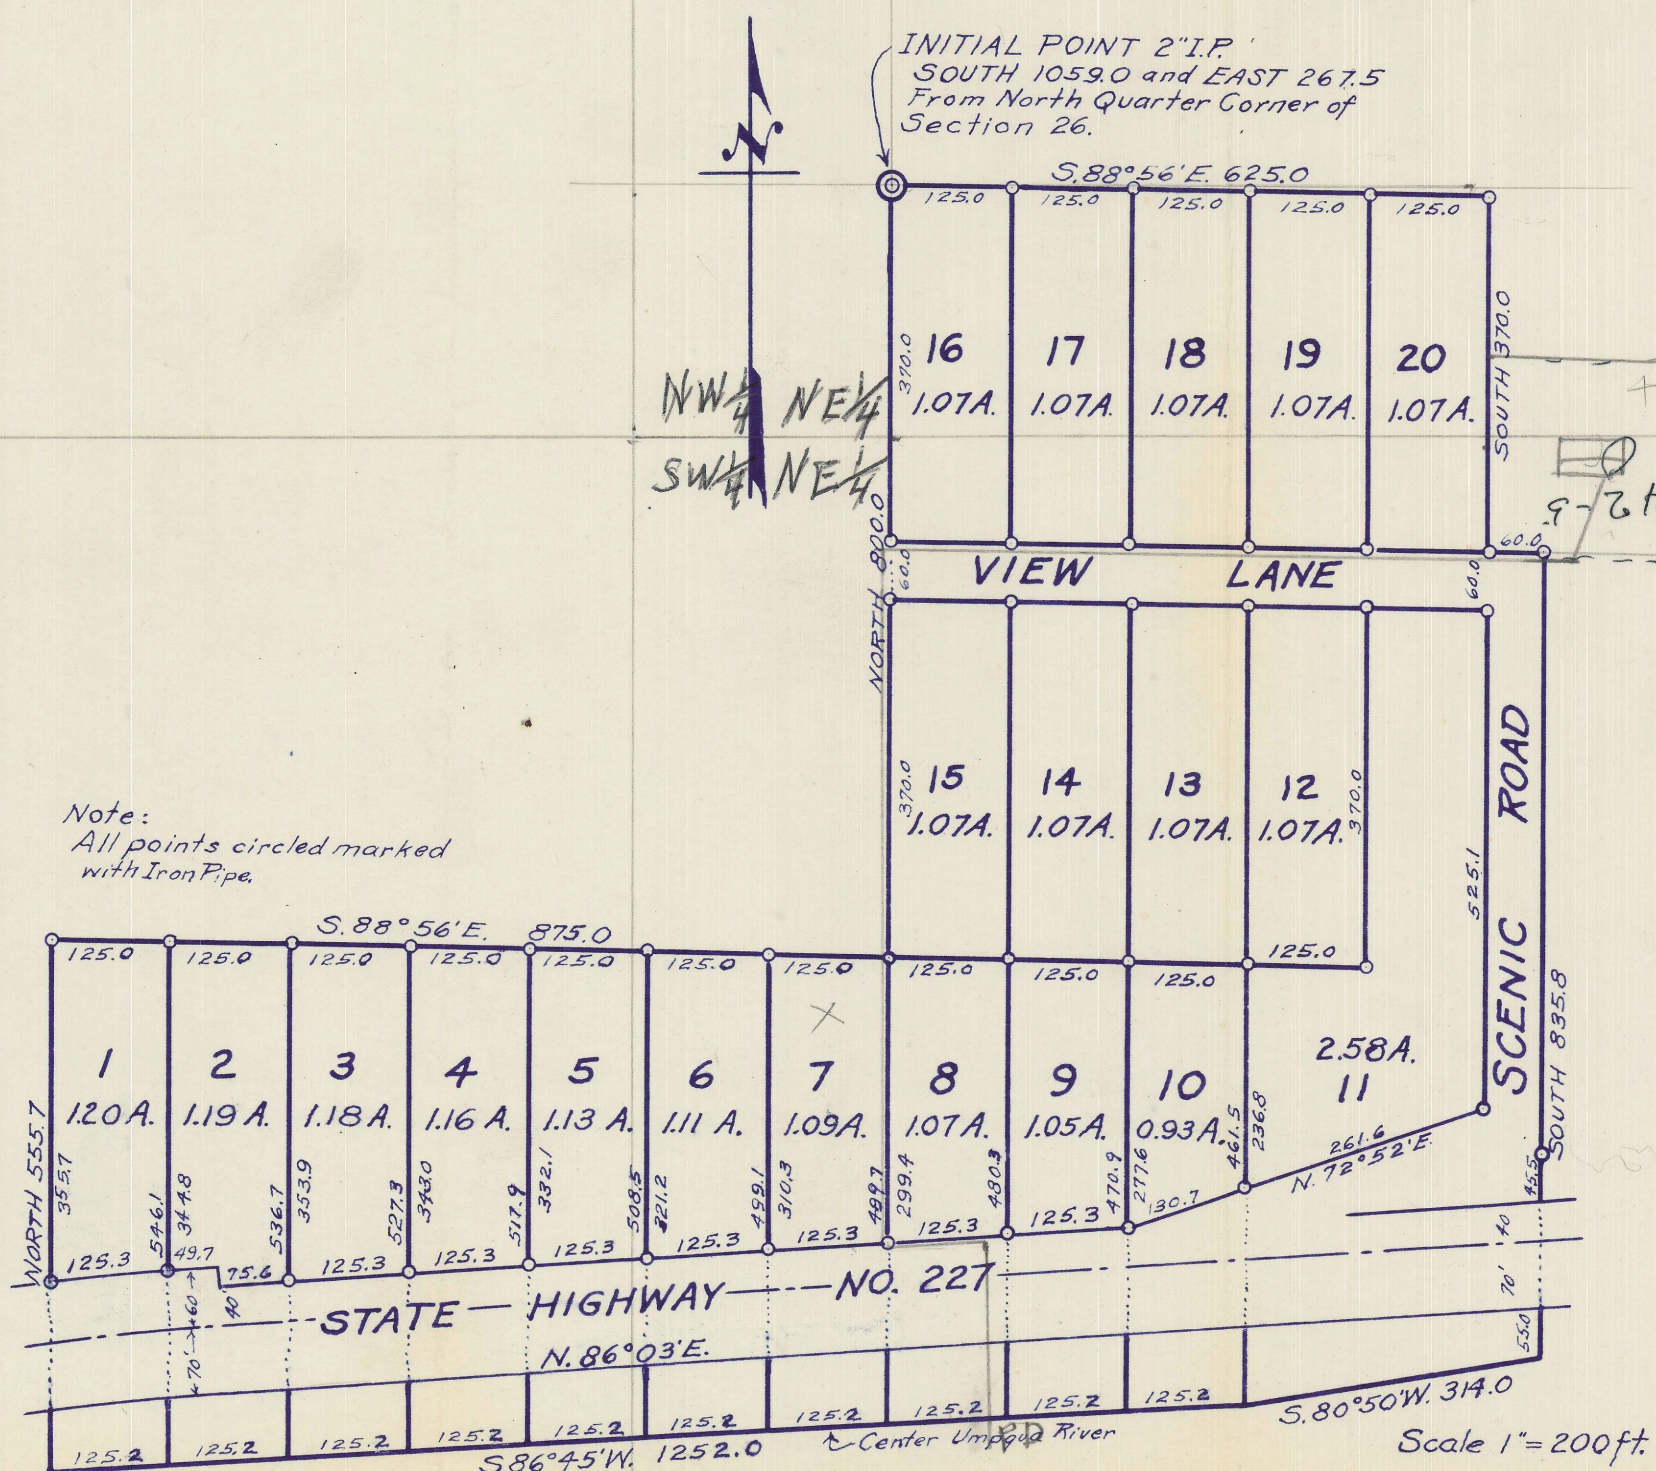 INITIAL POINT 2"I.P.
SOUTH 1059.0 and EAST 267.5
From North Quarter Corner of
Section 26.
N
S.88°56'E. 625.0
125.0 125.0 125.0 125.0 125.0
NW1/4 NE1/4
SW1/4 NE1/4
370.0
16 17 18 19 20
1.07A. 1.07A. 1.07A. 1.07A. 1.07A.
SOUTH 370.0
NORTH 800.0
60.0
VIEW LANE
60.0
60.0
370.0
15 14 13 12
1.07A. 1.07A. 1.07A. 1.07A.
370.0
525.1
SCENIC ROAD
SOUTH 835.8
Note:
All points circled marked
with Iron Pipe.
S.88°56'E. 875.0
125.0 125.0 125.0 125.0 125.0 125.0 125.0 125.0 125.0 125.0 125.0
1 2 3 4 5 6 7 8 9 10
1.20A. 1.19A. 1.18A. 1.16A. 1.13A. 1.11A. 1.09A. 1.07A. 1.05A. 0.93A.
2.58A.
11
NORTH 555.7
355.7
546.1
344.8
536.7
353.9
527.3
343.0
517.9
332.1
508.5
321.2
499.1
310.3
299.4
480.3
470.9
277.6
461.5
236.8
261.6
N.72°52'E.
45.5
125.3 49.7 75.6 125.3 125.3 125.3 125.3 125.3 125.3 125.3 130.7
40'
60
70'
STATE HIGHWAY NO. 227
40
70'
55.0
N.86°03'E.
125.2 125.2 125.2 125.2 125.2 125.2 125.2 125.2 125.2 125.2
S86°45'W. 1252.0
Center Umpqua River
S.80°50'W. 314.0
Scale 1"=200ft.